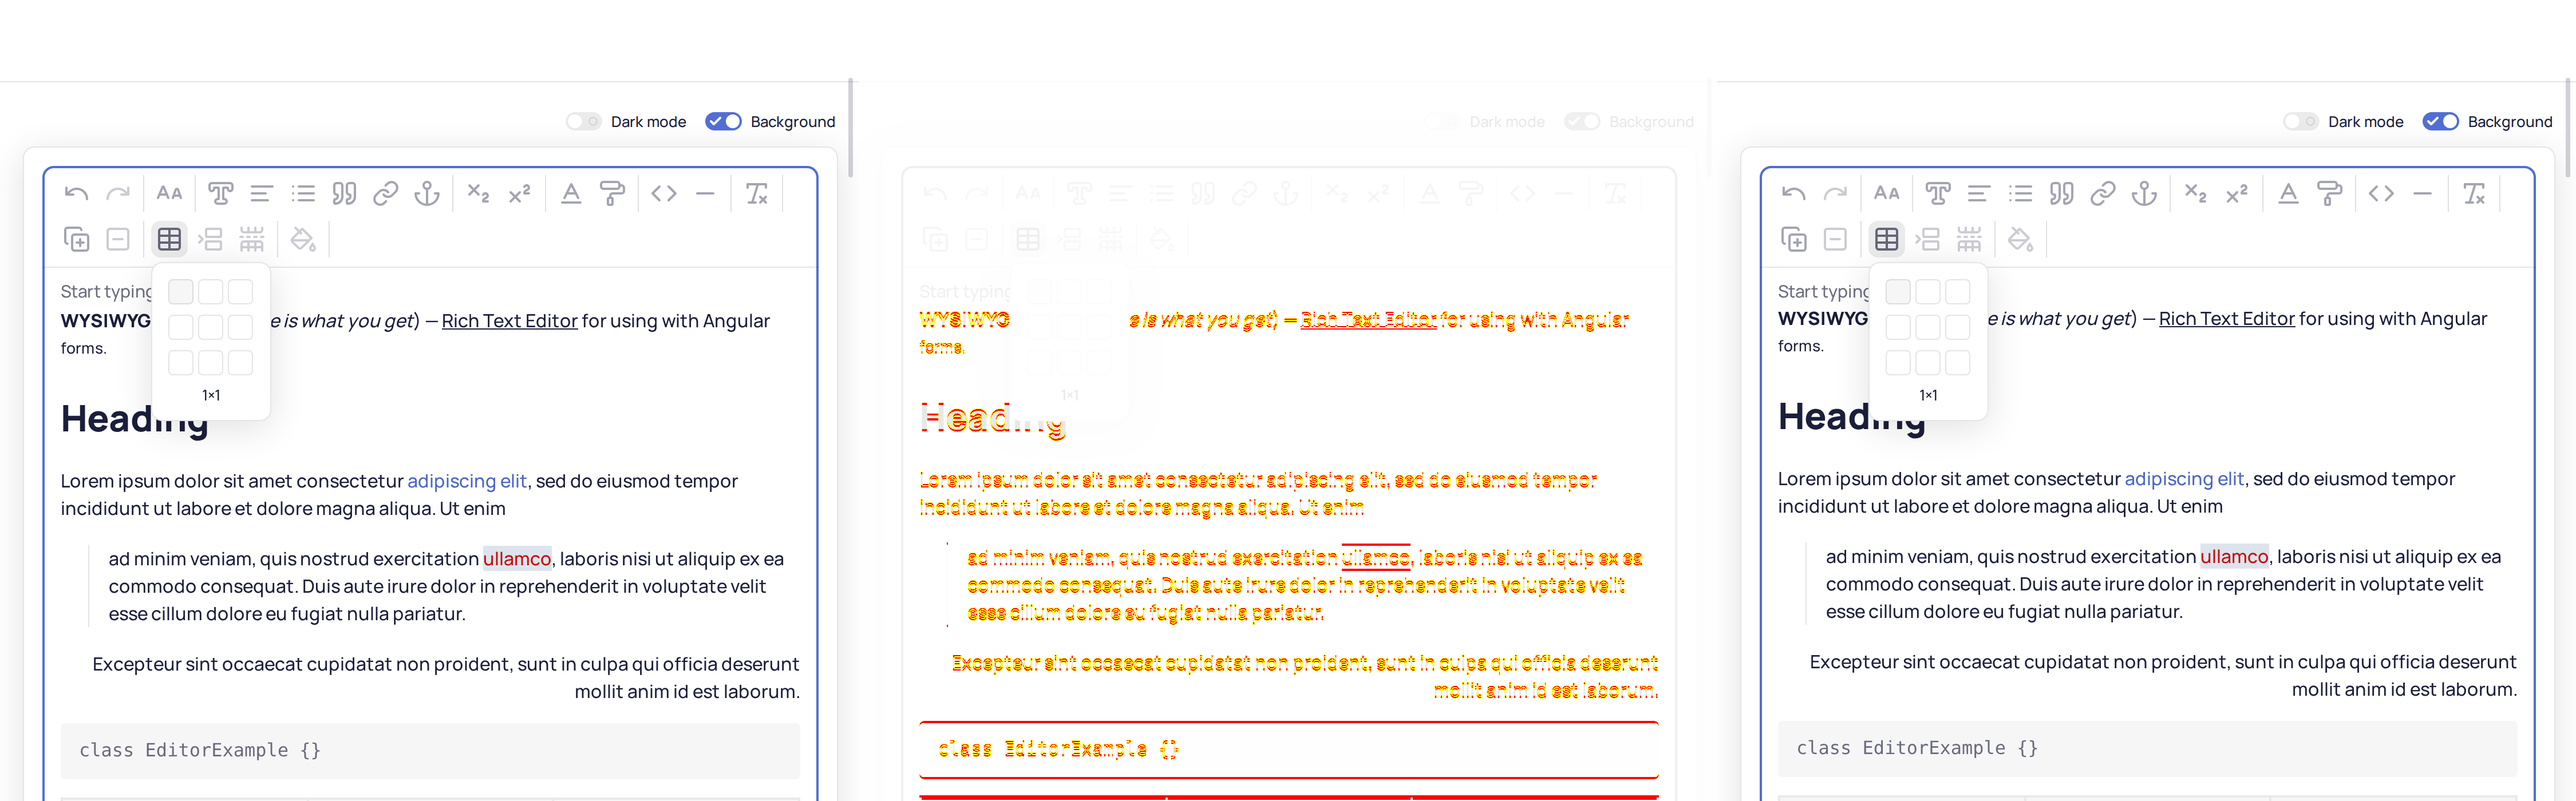 Dark mode Background
Start typing
WYSIWYG e is what you get) — Rich Text Editor for using with Angular
forms.
1×1
Heading
Lorem ipsum dolor sit amet consectetur adipiscing elit, sed do eiusmod tempor
incididunt ut labore et dolore magna aliqua. Ut enim
ad minim veniam, quis nostrud exercitation ullamco, laboris nisi ut aliquip ex ea
commodo consequat. Duis aute irure dolor in reprehenderit in voluptate velit
esse cillum dolore eu fugiat nulla pariatur.
Excepteur sint occaecat cupidatat non proident, sunt in culpa qui officia deserunt
mollit anim id est laborum.
class EditorExample {}
Dark mode Background
Start typing
WYSIWYG e is what you get) — Rich Text Editor for using with Angular
forms.
1×1
Heading
Lorem ipsum dolor sit amet consectetur adipiscing elit, sed do eiusmod tempor
incididunt ut labore et dolore magna aliqua. Ut enim
ad minim veniam, quis nostrud exercitation ullamco, laboris nisi ut aliquip ex ea
commodo consequat. Duis aute irure dolor in reprehenderit in voluptate velit
esse cillum dolore eu fugiat nulla pariatur.
Excepteur sint occaecat cupidatat non proident, sunt in culpa qui officia deserunt
mollit anim id est laborum.
class EditorExample {}
Dark mode Background
Start typing
WYSIWYG e is what you get) — Rich Text Editor for using with Angular
forms.
1×1
Heading
Lorem ipsum dolor sit amet consectetur adipiscing elit, sed do eiusmod tempor
incididunt ut labore et dolore magna aliqua. Ut enim
ad minim veniam, quis nostrud exercitation ullamco, laboris nisi ut aliquip ex ea
commodo consequat. Duis aute irure dolor in reprehenderit in voluptate velit
esse cillum dolore eu fugiat nulla pariatur.
Excepteur sint occaecat cupidatat non proident, sunt in culpa qui officia deserunt
mollit anim id est laborum.
class EditorExample {}